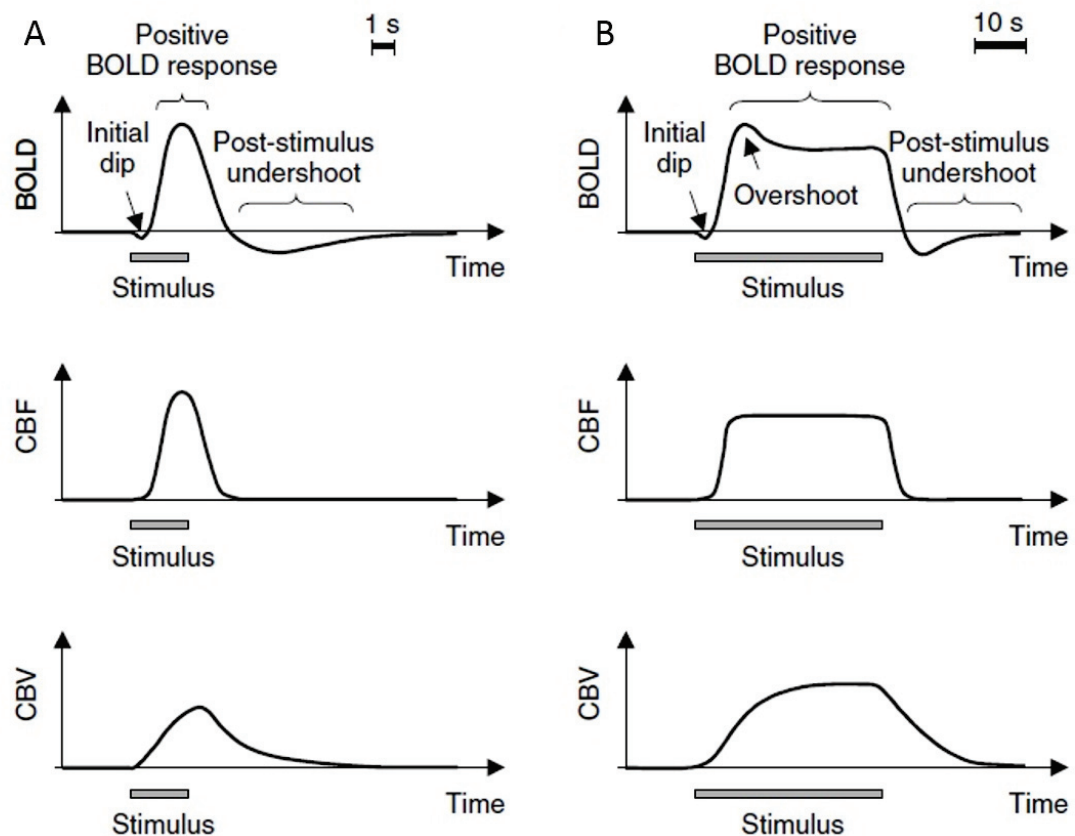 A
1 s
Positive
BOLD response
Initial
dip
Post-stimulus
undershoot
BOLD
Time
Stimulus
CBF
Time
Stimulus
CBV
Time
Stimulus
B
10 s
Positive
BOLD response
Initial
dip
Overshoot
Post-stimulus
undershoot
BOLD
Time
Stimulus
CBF
Time
Stimulus
CBV
Time
Stimulus